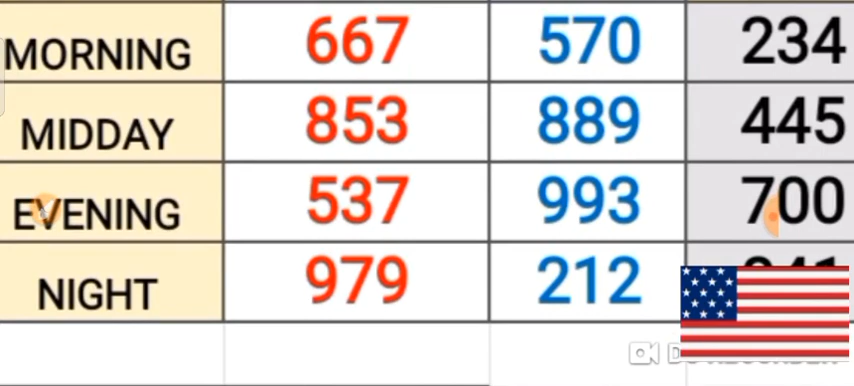 MORNING 667 570 234
MIDDAY 853 889 445
EVENING 537 993 700
NIGHT 979 212